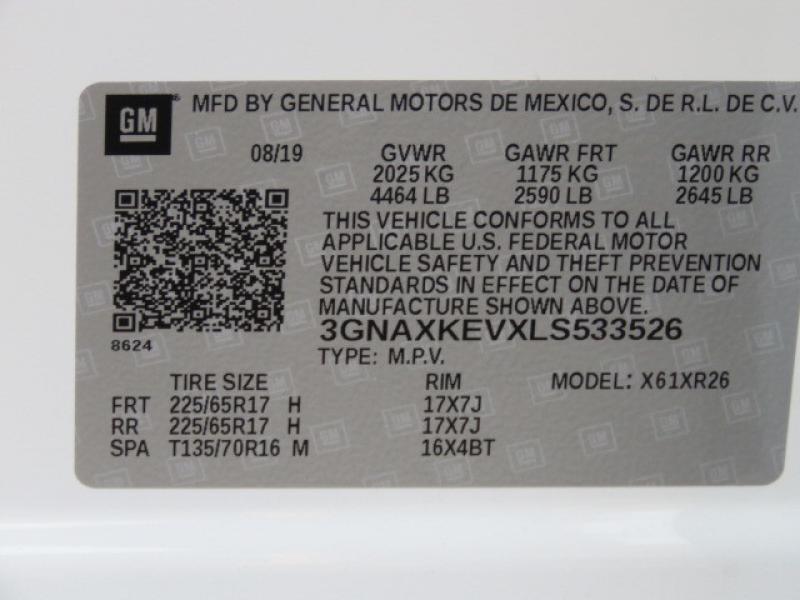 GM MFD BY GENERAL MOTORS DE MEXICO, S. DE R.L. DE C.V.
08/19 GVWR GAWR FRT GAWR RR
2025 KG 1175 KG 1200 KG
4464 LB 2590 LB 2645 LB
THIS VEHICLE CONFORMS TO ALL
APPLICABLE U.S. FEDERAL MOTOR
VEHICLE SAFETY AND THEFT PREVENTION
STANDARDS IN EFFECT ON THE DATE OF
MANUFACTURE SHOWN ABOVE.
3GNAXKEVXLS533526
8624
TYPE: M.P.V.
TIRE SIZE RIM MODEL: X61XR26
FRT 225/65R17 H 17X7J
RR 225/65R17 H 17X7J
SPA T135/70R16 M 16X4BT